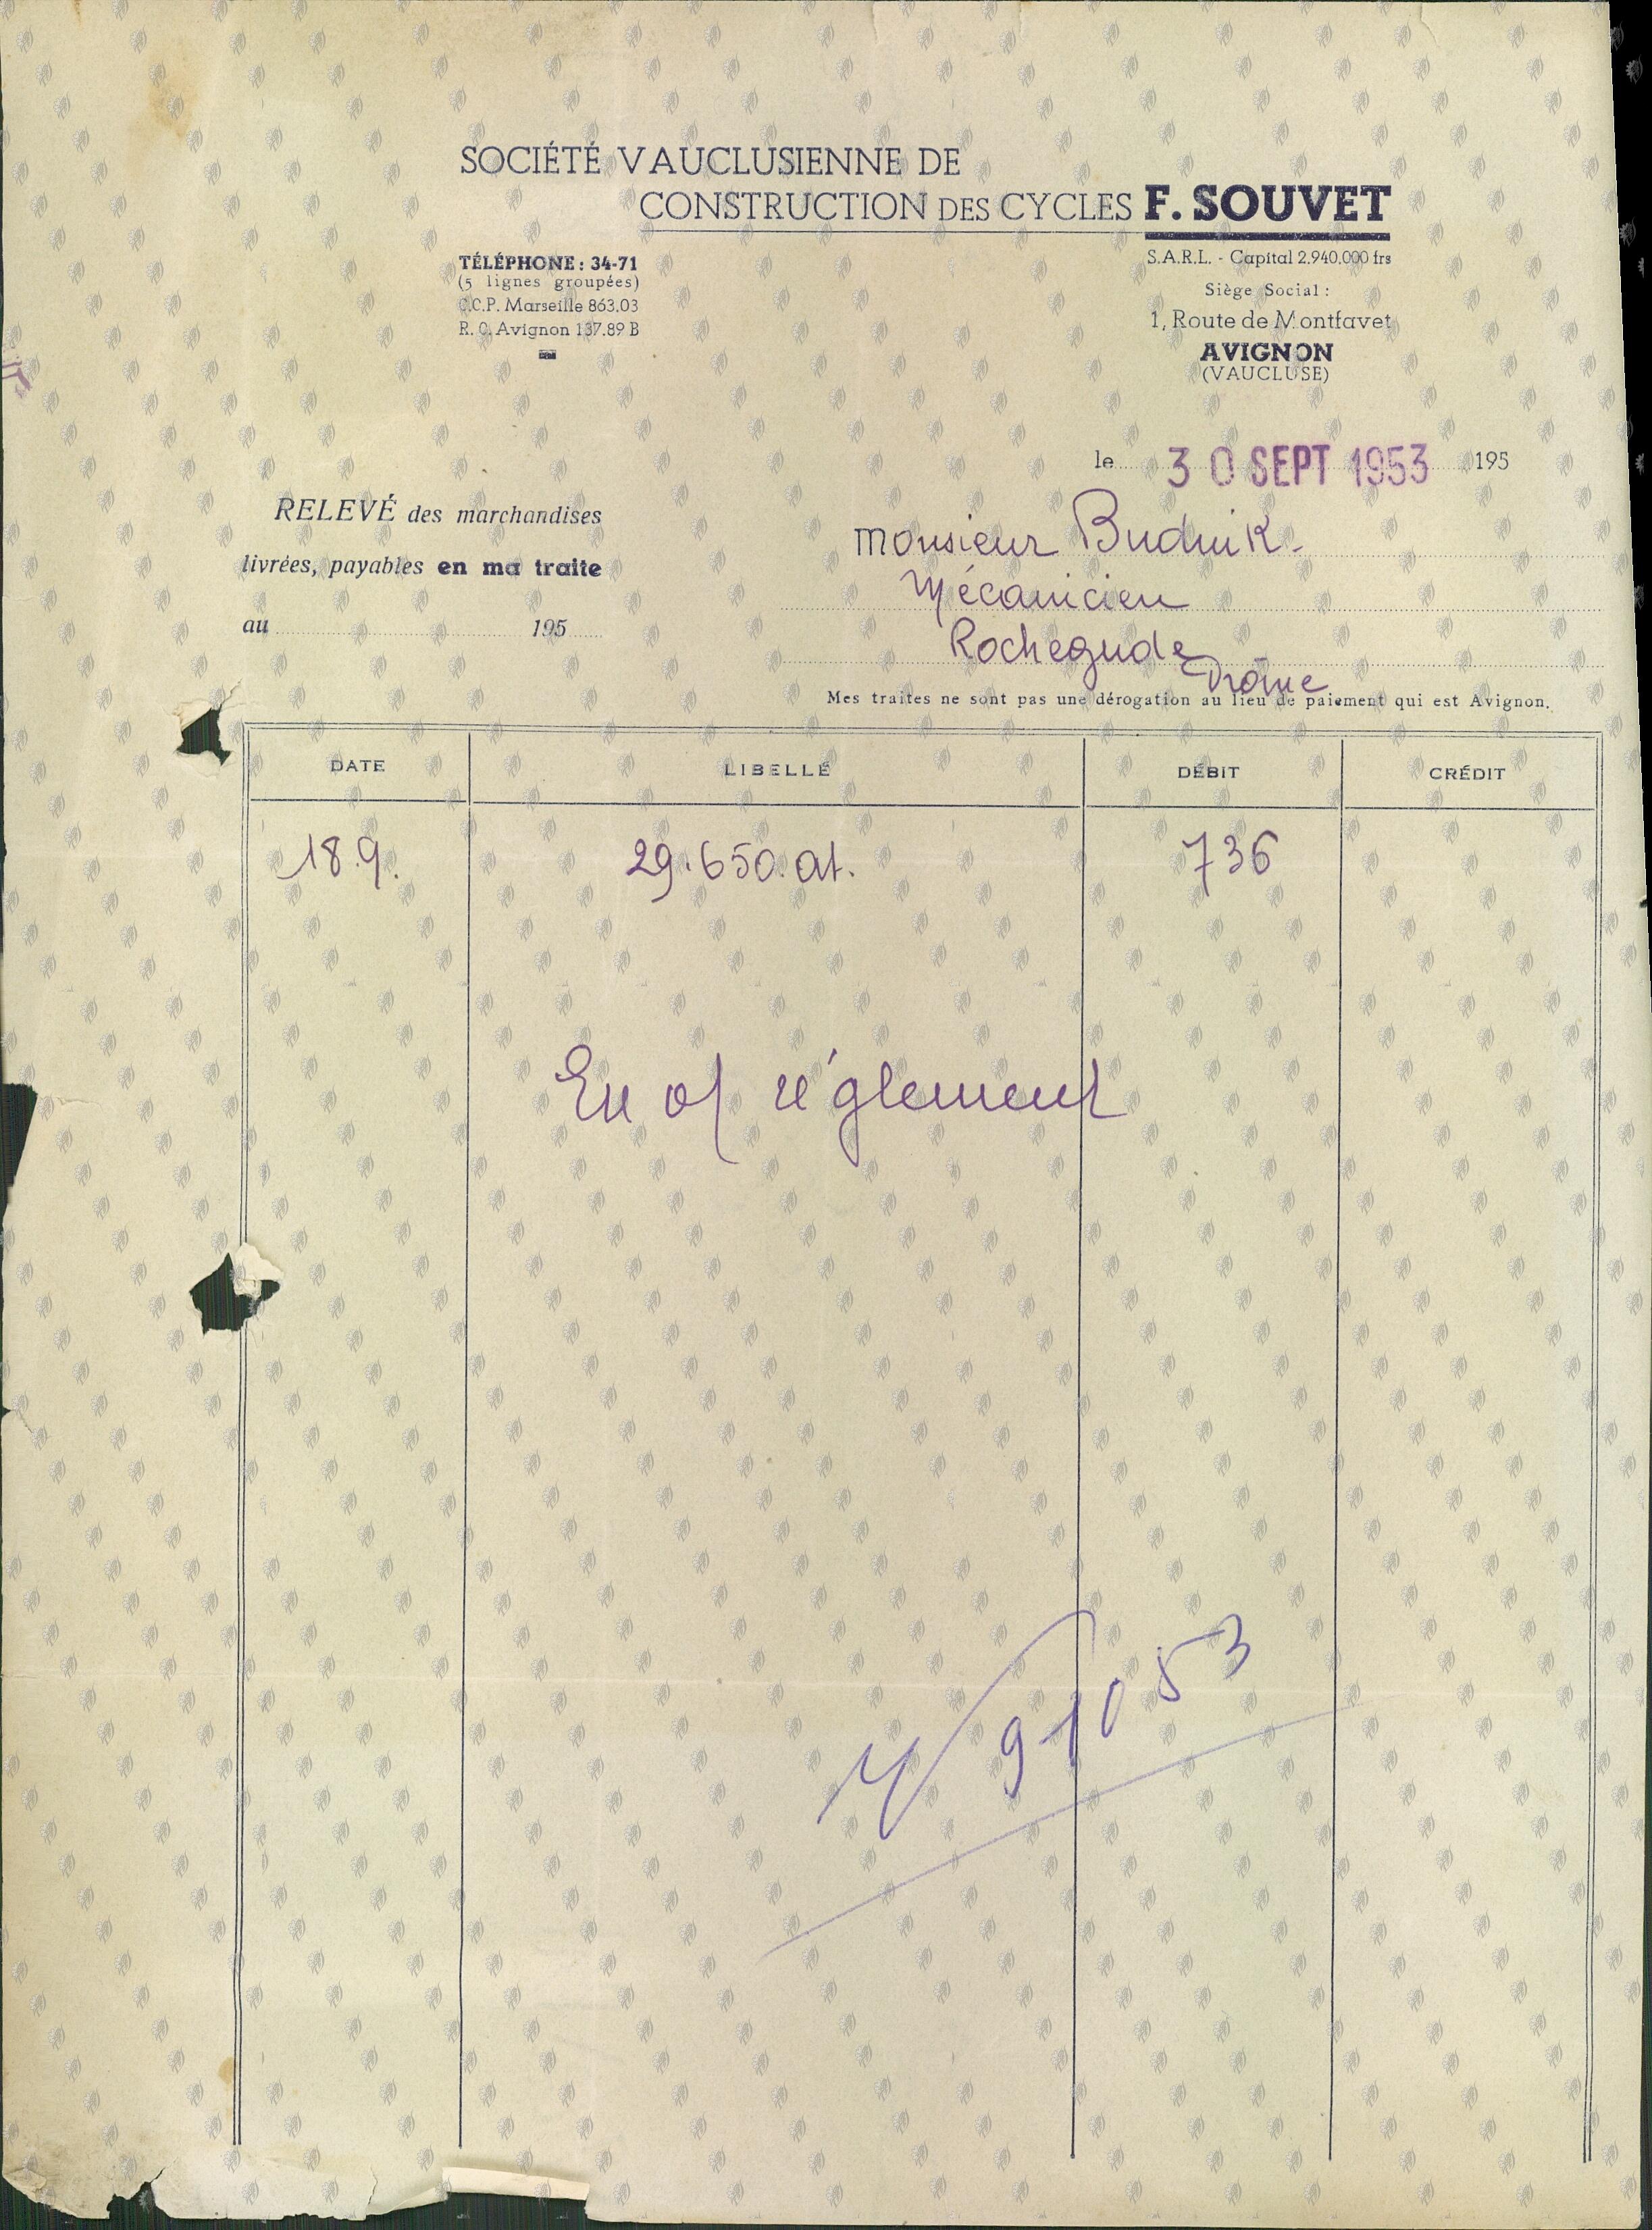 SOCIÉTÉ VAUCLUSIENNE DE
CONSTRUCTION DES CYCLES F. SOUVET
TÉLÉPHONE : 34-71
(5 lignes groupées)
C.C.P. Marseille 863.03
R. C. Avignon 137.89 B
S.A.R.L. - Capital 2.940.000 frs
Siège Social :
1, Route de Montfavet
AVIGNON
(VAUCLUSE)
le 30 SEPT 1953 195
RELEVÉ des marchandises
livrées, payables en ma traite
au 195
Monsieur Budnik.
Mécanicien
Rochegude
Drôme
Mes traites ne sont pas une dérogation au lieu de paiement qui est Avignon.
DATE LIBELLÉ DÉBIT CRÉDIT
18.9. 29.650.at. 736
En règlement
9 10 53